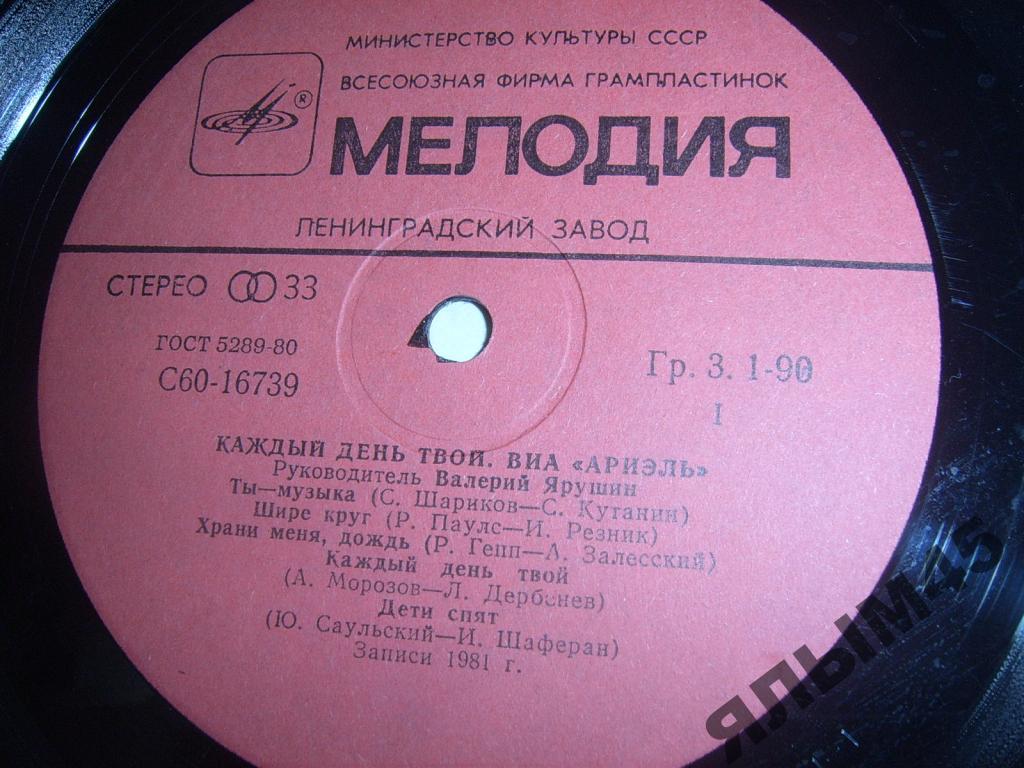 МИНИСТЕРСТВО КУЛЬТУРЫ СССР
ВСЕСОЮЗНАЯ ФИРМА ГРАМПЛАСТИНОК
®
МЕЛОДИЯ
ЛЕНИНГРАДСКИЙ ЗАВОД
СТЕРЕО 33
ГОСТ 5289-80
С60-16739
Гр. 3. 1-90
I
КАЖДЫЙ ДЕНЬ ТВОЙ. ВИА «АРИЭЛЬ»
Руководитель Валерий Ярушин
Ты—музыка (С. Шариков—С. Кутанин)
Шире круг (Р. Паулс—И. Резник)
Храни меня, дождь (Р. Гепп—А. Залесский)
Каждый день твой
(А. Морозов—Л. Дербенев)
Дети спят
(Ю. Саульский—И. Шаферан)
Записи 1981 г.
ЯЛЫМ45